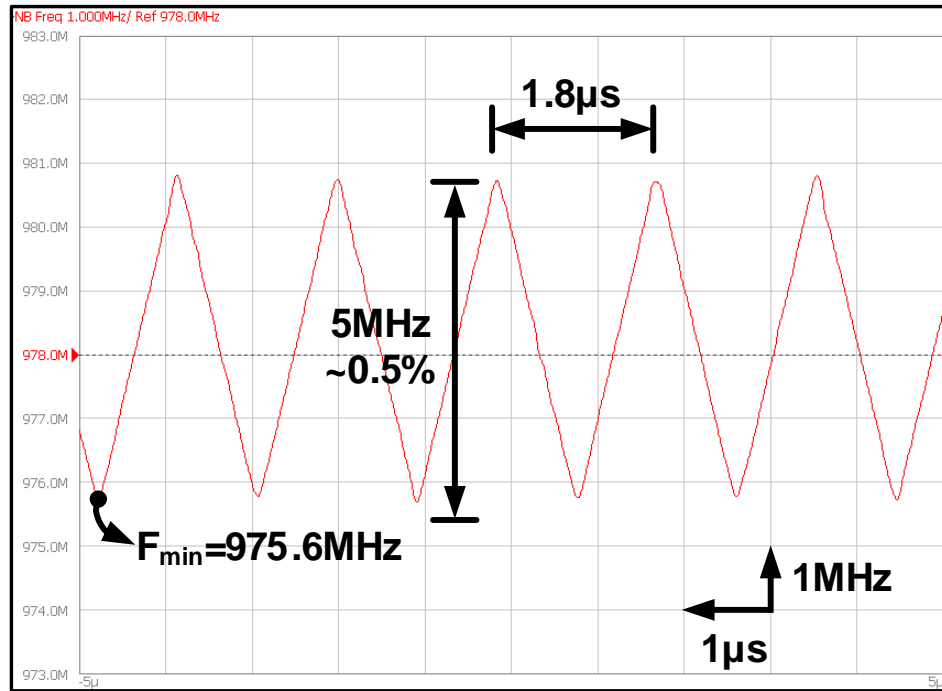 NB Freq 1.000MHz/ Ref 978.0MHz
983.0M
982.0M
1.8µs
981.0M
980.0M
979.0M
5MHz
978.0M
~0.5%
977.0M
976.0M
Fmin=975.6MHz
975.0M
1MHz
974.0M
1µs
973.0M
-5µ
5µ